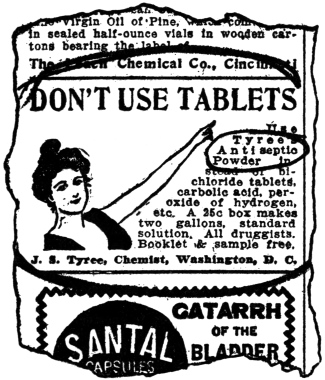 Virgin Oil of Pine,
in sealed half-ounce vials in wooden car-
tons bearing the label of
The Chemical Co., Cincinnati
DON'T USE TABLETS
Use
Tyree's
Antiseptic
Powder in
stead of bi-
chloride tablets,
carbolic acid, per-
oxide of hydrogen,
etc. A 25c box makes
two gallons, standard
solution. All druggists.
Booklet & sample free.
J. S. Tyree, Chemist, Washington, D. C.
CATARRH
OF THE
BLADDER
SANTAL
CAPSULES